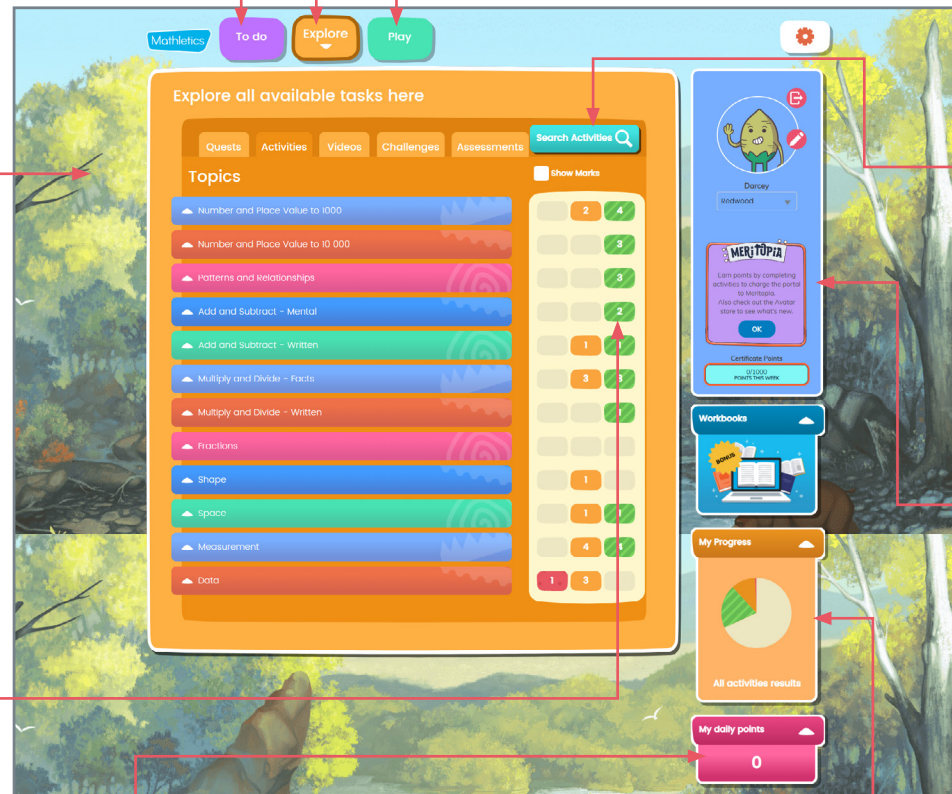 Mathletics
To do
Explore
Play
Explore all available tasks here
Quests
Activities
Videos
Challenges
Assessments
Search Activities
Topics
Show Marks
Number and Place Value to 1000
2 4
Number and Place Value to 10 000
3
Patterns and Relationships
3
Add and Subtract - Mental
2
Add and Subtract - Written
1
Multiply and Divide - Facts
3
Multiply and Divide - Written
Fractions
Shape
1
Space
1
Measurement
4
Data
1 3
Darcey
Redwood
MERiTOPiA
Earn points by completing
activities to charge the portal
to Meritopia.
Also check out the Avatar
store to see what's new.
OK
Certificate Points
0/1000
POINTS THIS WEEK
Workbooks
BONUS
My Progress
All activities results
My daily points
0